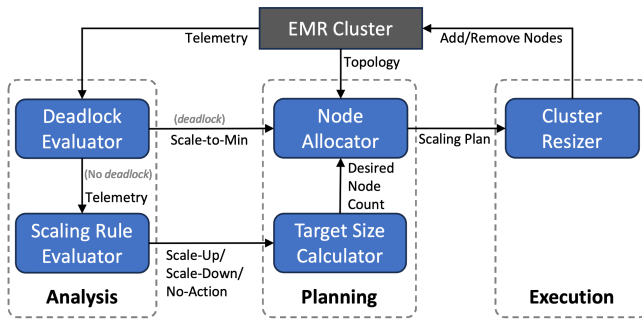 EMR Cluster
Telemetry
Add/Remove Nodes
Topology
Deadlock
Evaluator
(deadlock)
Scale-to-Min
Node
Allocator
Scaling Plan
Cluster
Resizer
(No deadlock)
Telemetry
Desired
Node
Count
Scaling Rule
Evaluator
Scale-Up/
Scale-Down/
No-Action
Target Size
Calculator
Analysis
Planning
Execution